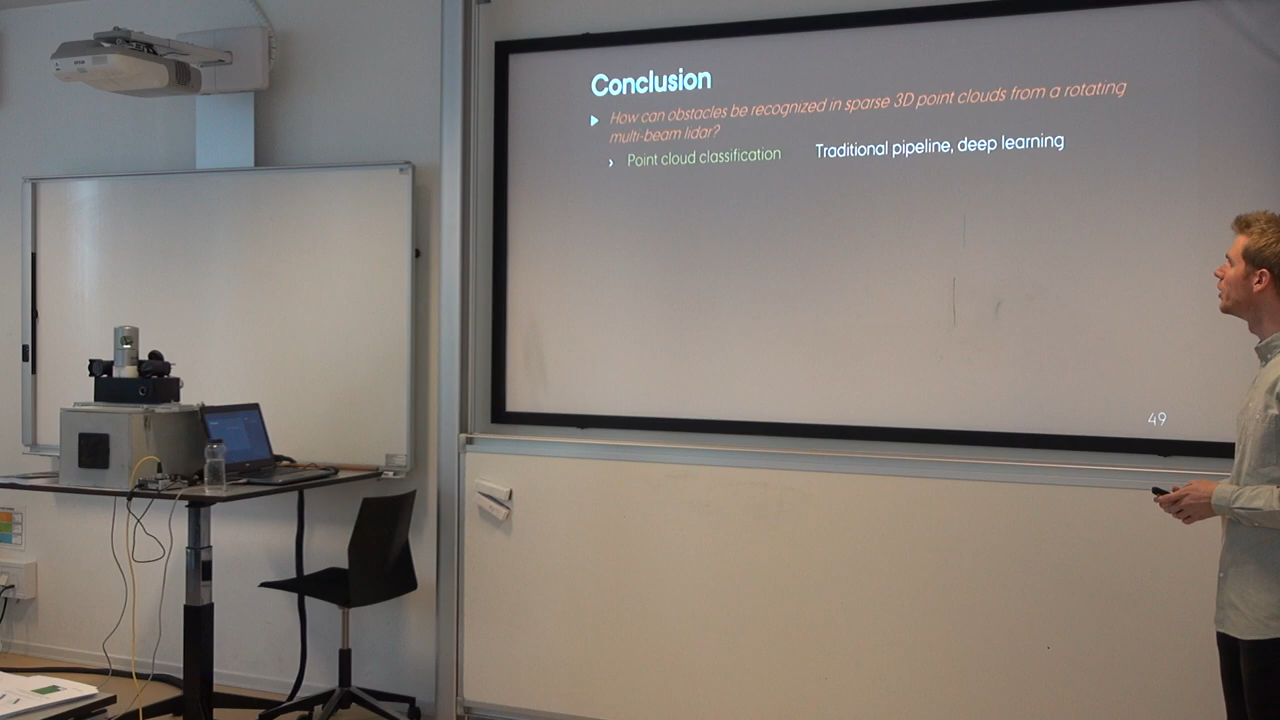 Conclusion
How can obstacles be recognized in sparse 3D point clouds from a rotating
multi-beam lidar?
Point cloud classification Traditional pipeline, deep learning
49